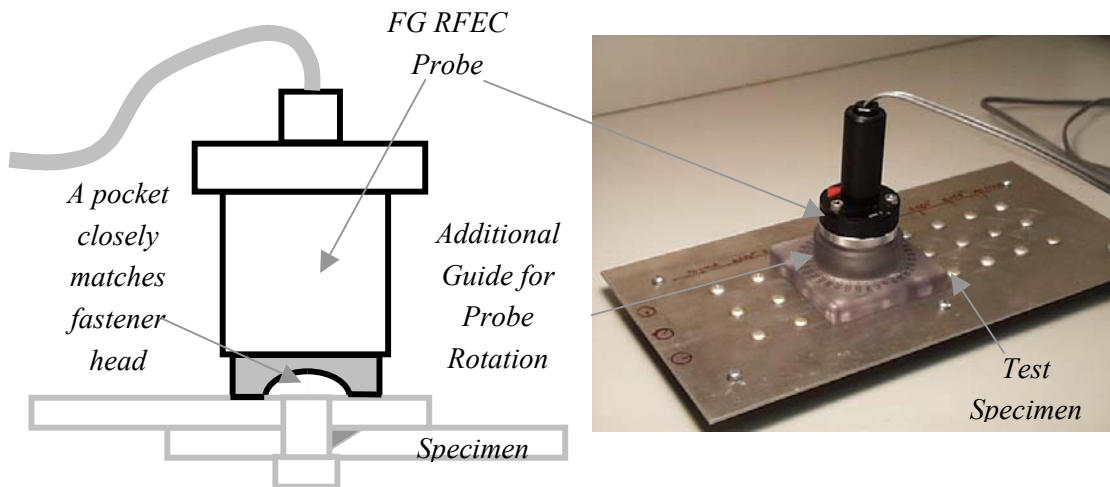 FG RFEC
Probe
A pocket
closely
matches
fastener
head
Additional
Guide for
Probe
Rotation
Specimen
Test
Specimen